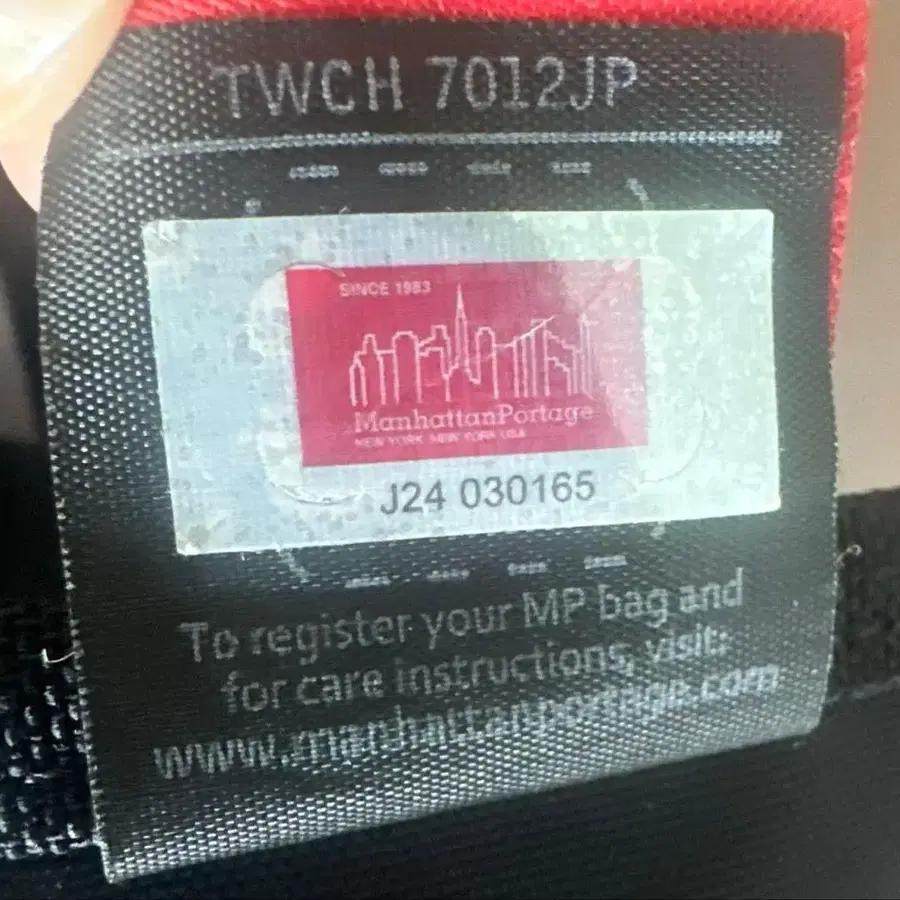 TWCH 7012JP
SINCE 1983
ManhattanPortage
NEW YORK, NEW YORK USA
J24 030165
To register your MP bag and
for care instructions, visit:
www.manhattanportage.com